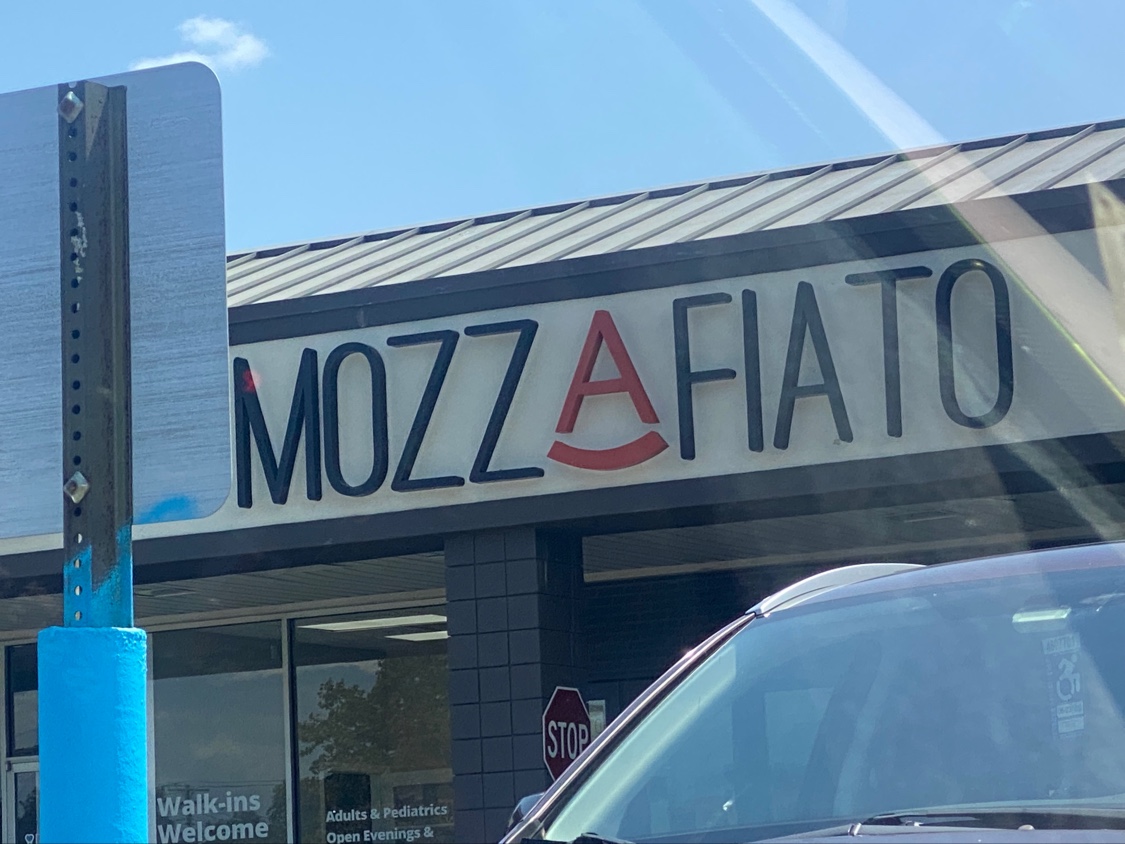 MOZZAFIATO
STOP
Walk-ins
Welcome
Adults & Pediatrics
Open Evenings &